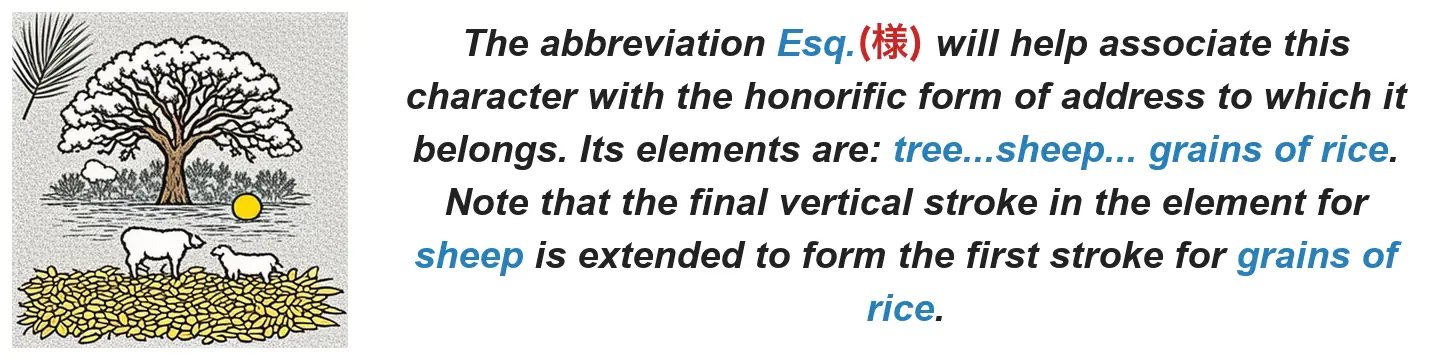 The abbreviation Esq.(様) will help associate this
character with the honorific form of address to which it
belongs. Its elements are: tree...sheep... grains of rice.
Note that the final vertical stroke in the element for
sheep is extended to form the first stroke for grains of
rice.